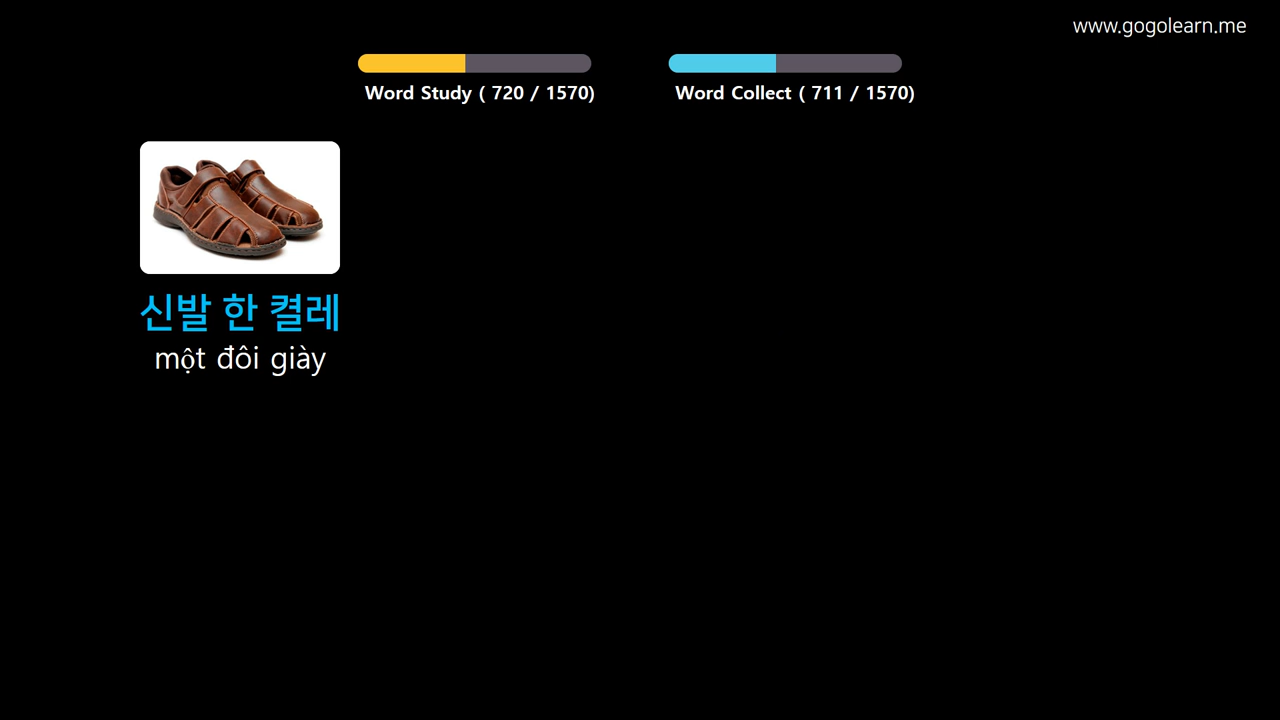 www.gogolearn.me
Word Study ( 720 / 1570)
Word Collect ( 711 / 1570)
신발 한 켤레
một đôi giày